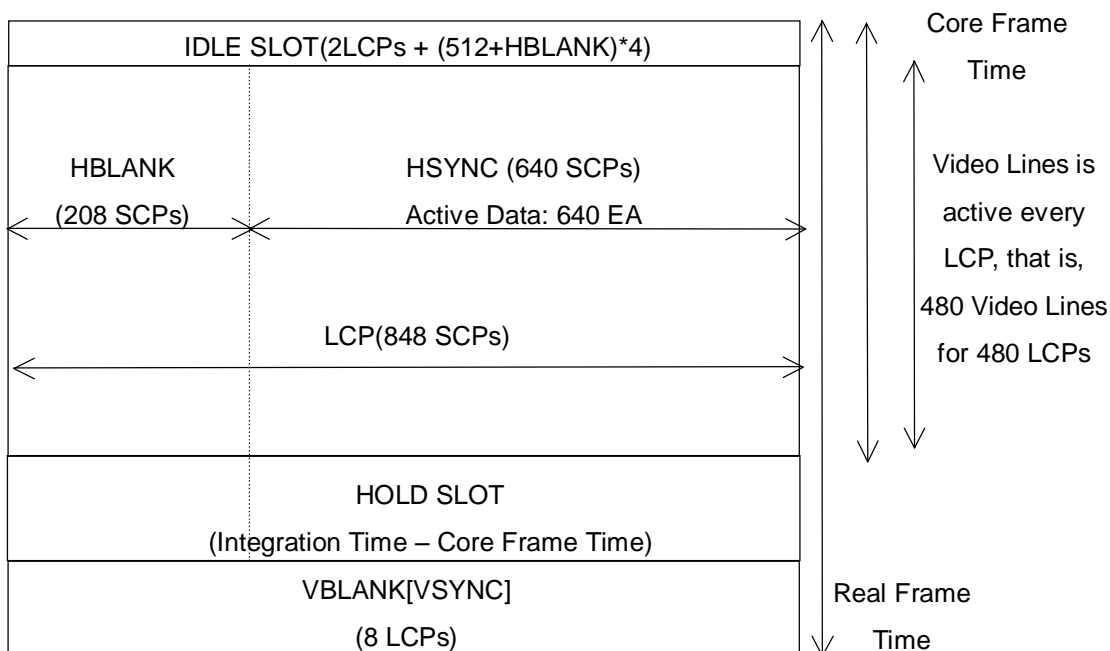 Core Frame
Time
IDLE SLOT(2LCPs + (512+HBLANK)*4)
HBLANK
(208 SCPs)
HSYNC (640 SCPs)
Active Data: 640 EA
Video Lines is
active every
LCP, that is,
480 Video Lines
for 480 LCPs
LCP(848 SCPs)
HOLD SLOT
(Integration Time – Core Frame Time)
VBLANK[VSYNC]
(8 LCPs)
Real Frame
Time